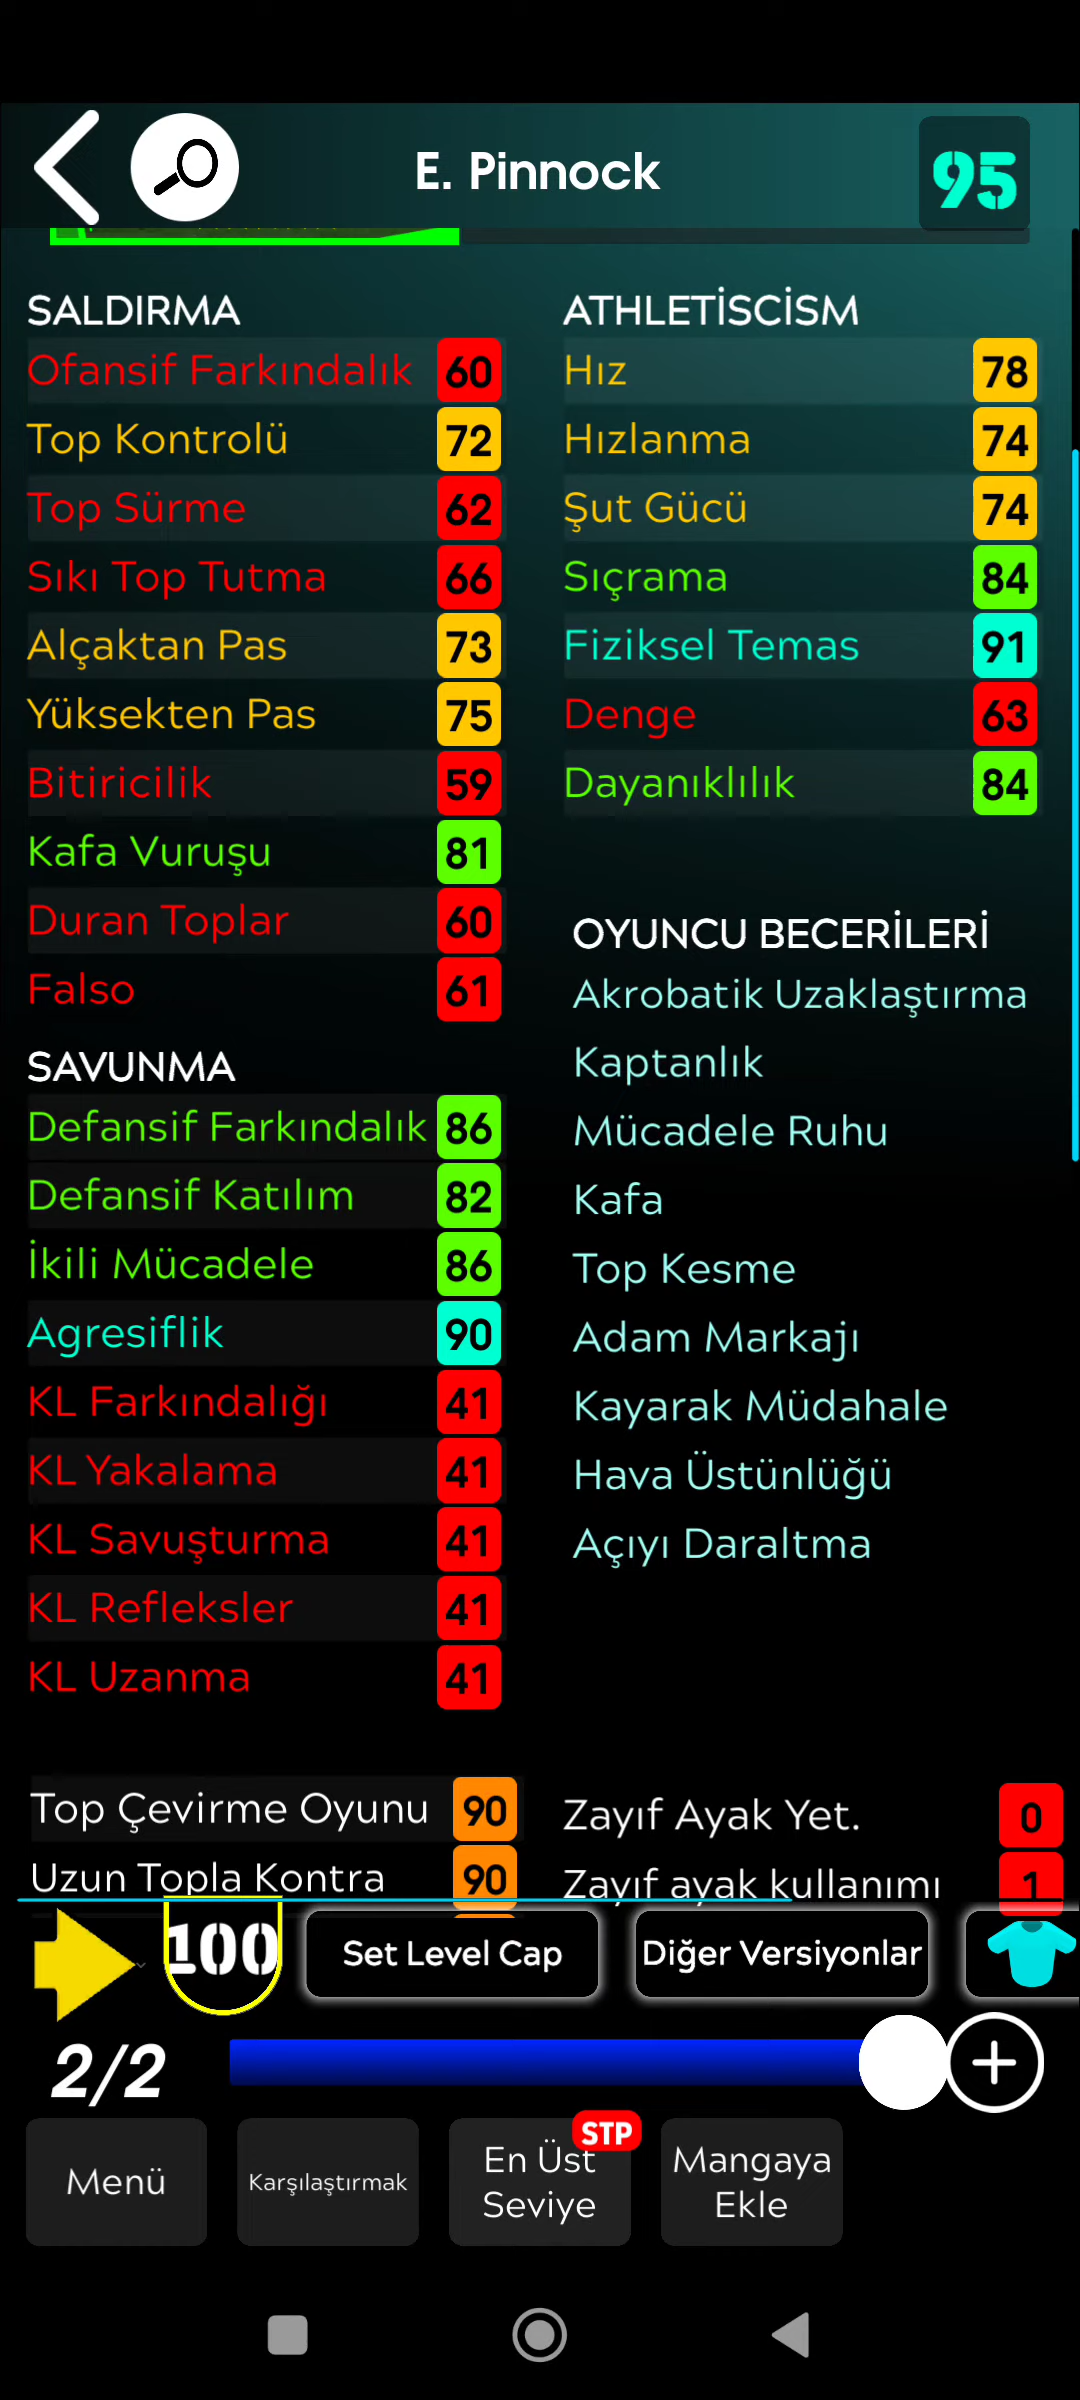 E. Pinnock
95
SALDIRMA
Ofansif Farkındalık 60
Top Kontrolü 72
Top Sürme 62
Sıkı Top Tutma 66
Alçaktan Pas 73
Yüksekten Pas 75
Bitiricilik 59
Kafa Vuruşu 81
Duran Toplar 60
Falso 61
SAVUNMA
Defansif Farkındalık 86
Defansif Katılım 82
İkili Mücadele 86
Agresiflik 90
KL Farkındalığı 41
KL Yakalama 41
KL Savuşturma 41
KL Refleksler 41
KL Uzanma 41
ATHLETİSCİSM
Hız 78
Hızlanma 74
Şut Gücü 74
Sıçrama 84
Fiziksel Temas 91
Denge 63
Dayanıklılık 84
OYUNCU BECERİLERİ
Akrobatik Uzaklaştırma
Kaptanlık
Mücadele Ruhu
Kafa
Top Kesme
Adam Markajı
Kayarak Müdahale
Hava Üstünlüğü
Açıyı Daraltma
Top Çevirme Oyunu 90
Uzun Topla Kontra 90
Zayıf Ayak Yet. 0
Zayıf ayak kullanımı 1
100
Set Level Cap
Diğer Versiyonlar
2/2
Menü
Karşılaştırmak
STP
En Üst
Seviye
Mangaya
Ekle